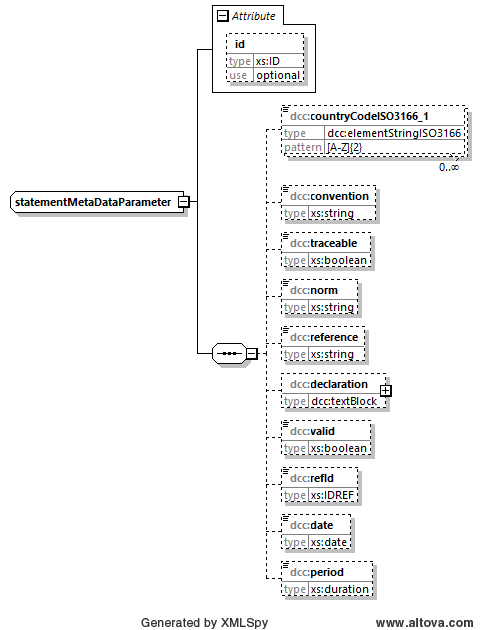 Attribute
id
type xs:ID
use optional
dcc:countryCodeISO3166_1
type dcc:elementStringISO3166
pattern [A-Z]{2}
0..∞
statementMetaDataParameter
dcc:convention
type xs:string
dcc:traceable
type xs:boolean
dcc:norm
type xs:string
dcc:reference
type xs:string
dcc:declaration
type dcc:textBlock
dcc:valid
type xs:boolean
dcc:refId
type xs:IDREF
dcc:date
type xs:date
dcc:period
type xs:duration
Generated by XMLSpy www.altova.com